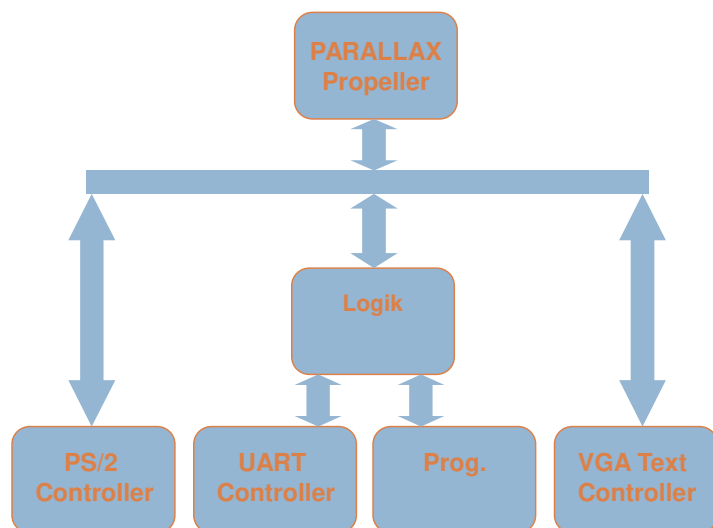 PARALLAX
Propeller
Logik
PS/2
Controller
UART
Controller
Prog.
VGA Text
Controller